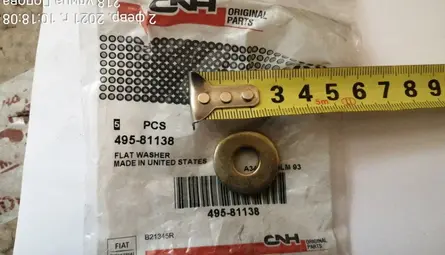 2 февр. 2021 г. 10:18:08
CNH ORIGINAL
PARTS
3 4 5 6 7 8 9
5m
5 PCS
495-81138
FLAT WASHER
MADE IN UNITED STATES
495-81138
B21345R
FIAT
CNH ORIGINAL
PARTS